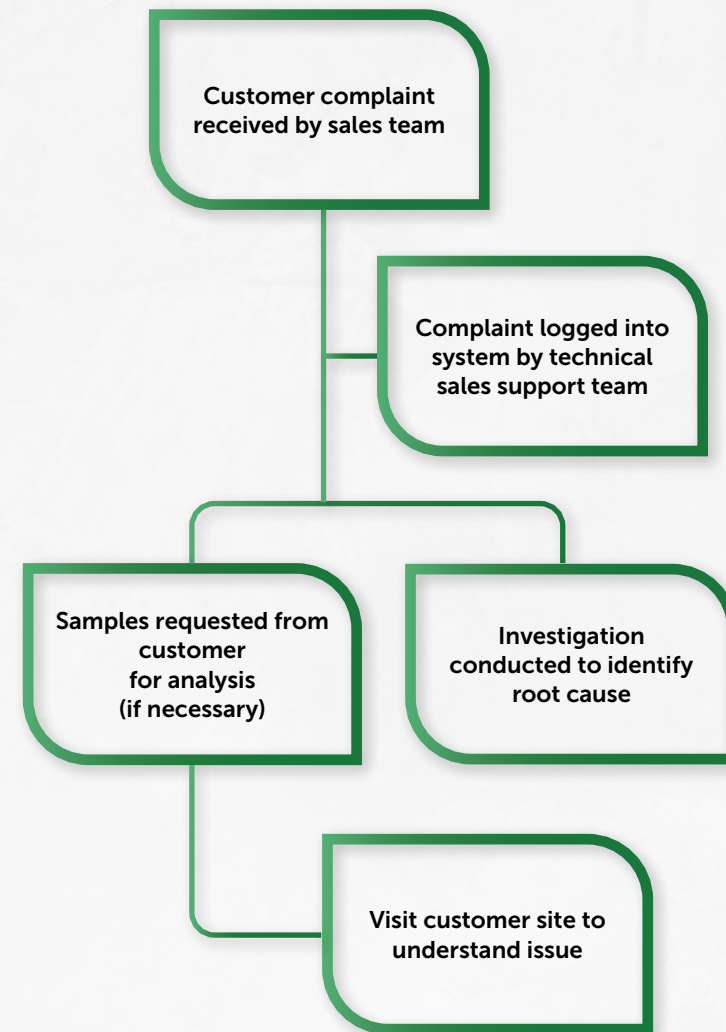 Customer complaint
received by sales team
Complaint logged into
system by technical
sales support team
Samples requested from
customer
for analysis
(if necessary)
Investigation
conducted to identify
root cause
Visit customer site to
understand issue